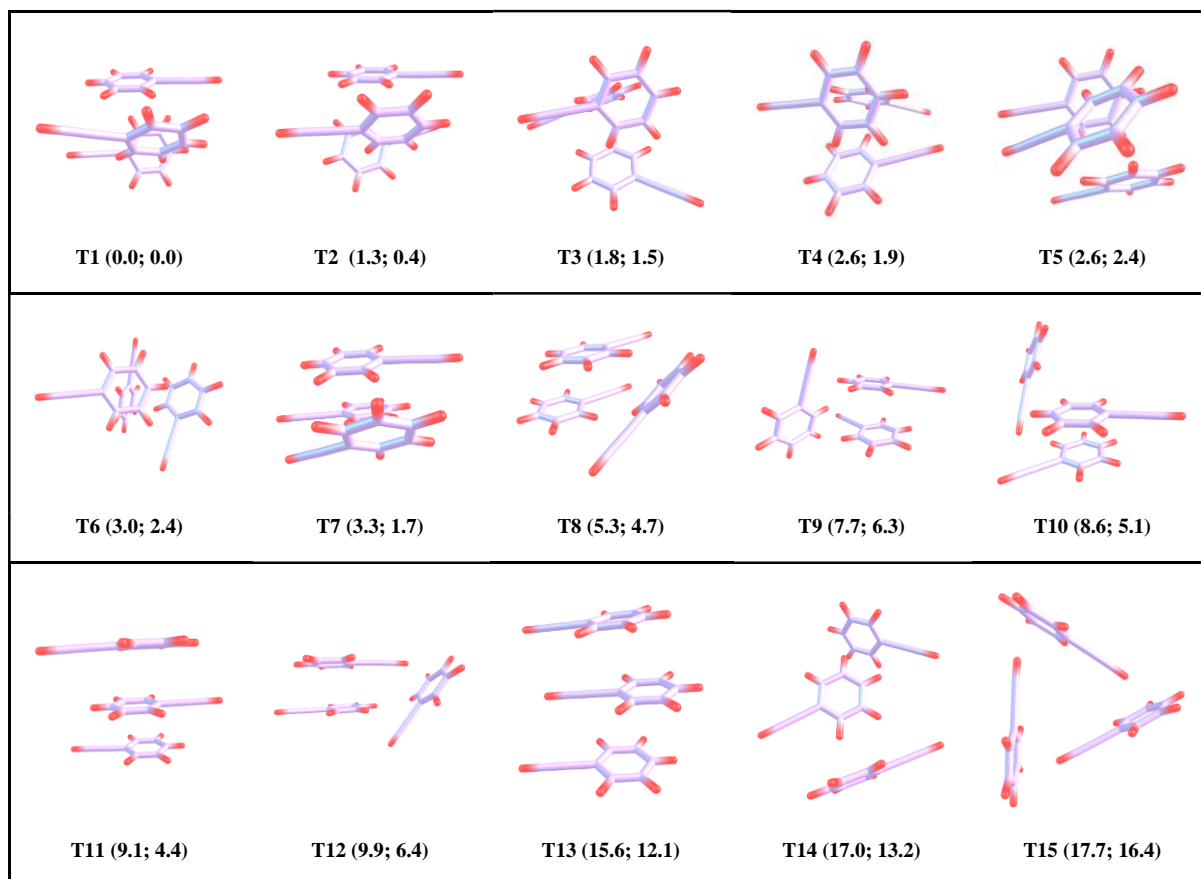 T1 (0.0; 0.0) T2 (1.3; 0.4) T3 (1.8; 1.5) T4 (2.6; 1.9) T5 (2.6; 2.4)
T6 (3.0; 2.4) T7 (3.3; 1.7) T8 (5.3; 4.7) T9 (7.7; 6.3) T10 (8.6; 5.1)
T11 (9.1; 4.4) T12 (9.9; 6.4) T13 (15.6; 12.1) T14 (17.0; 13.2) T15 (17.7; 16.4)